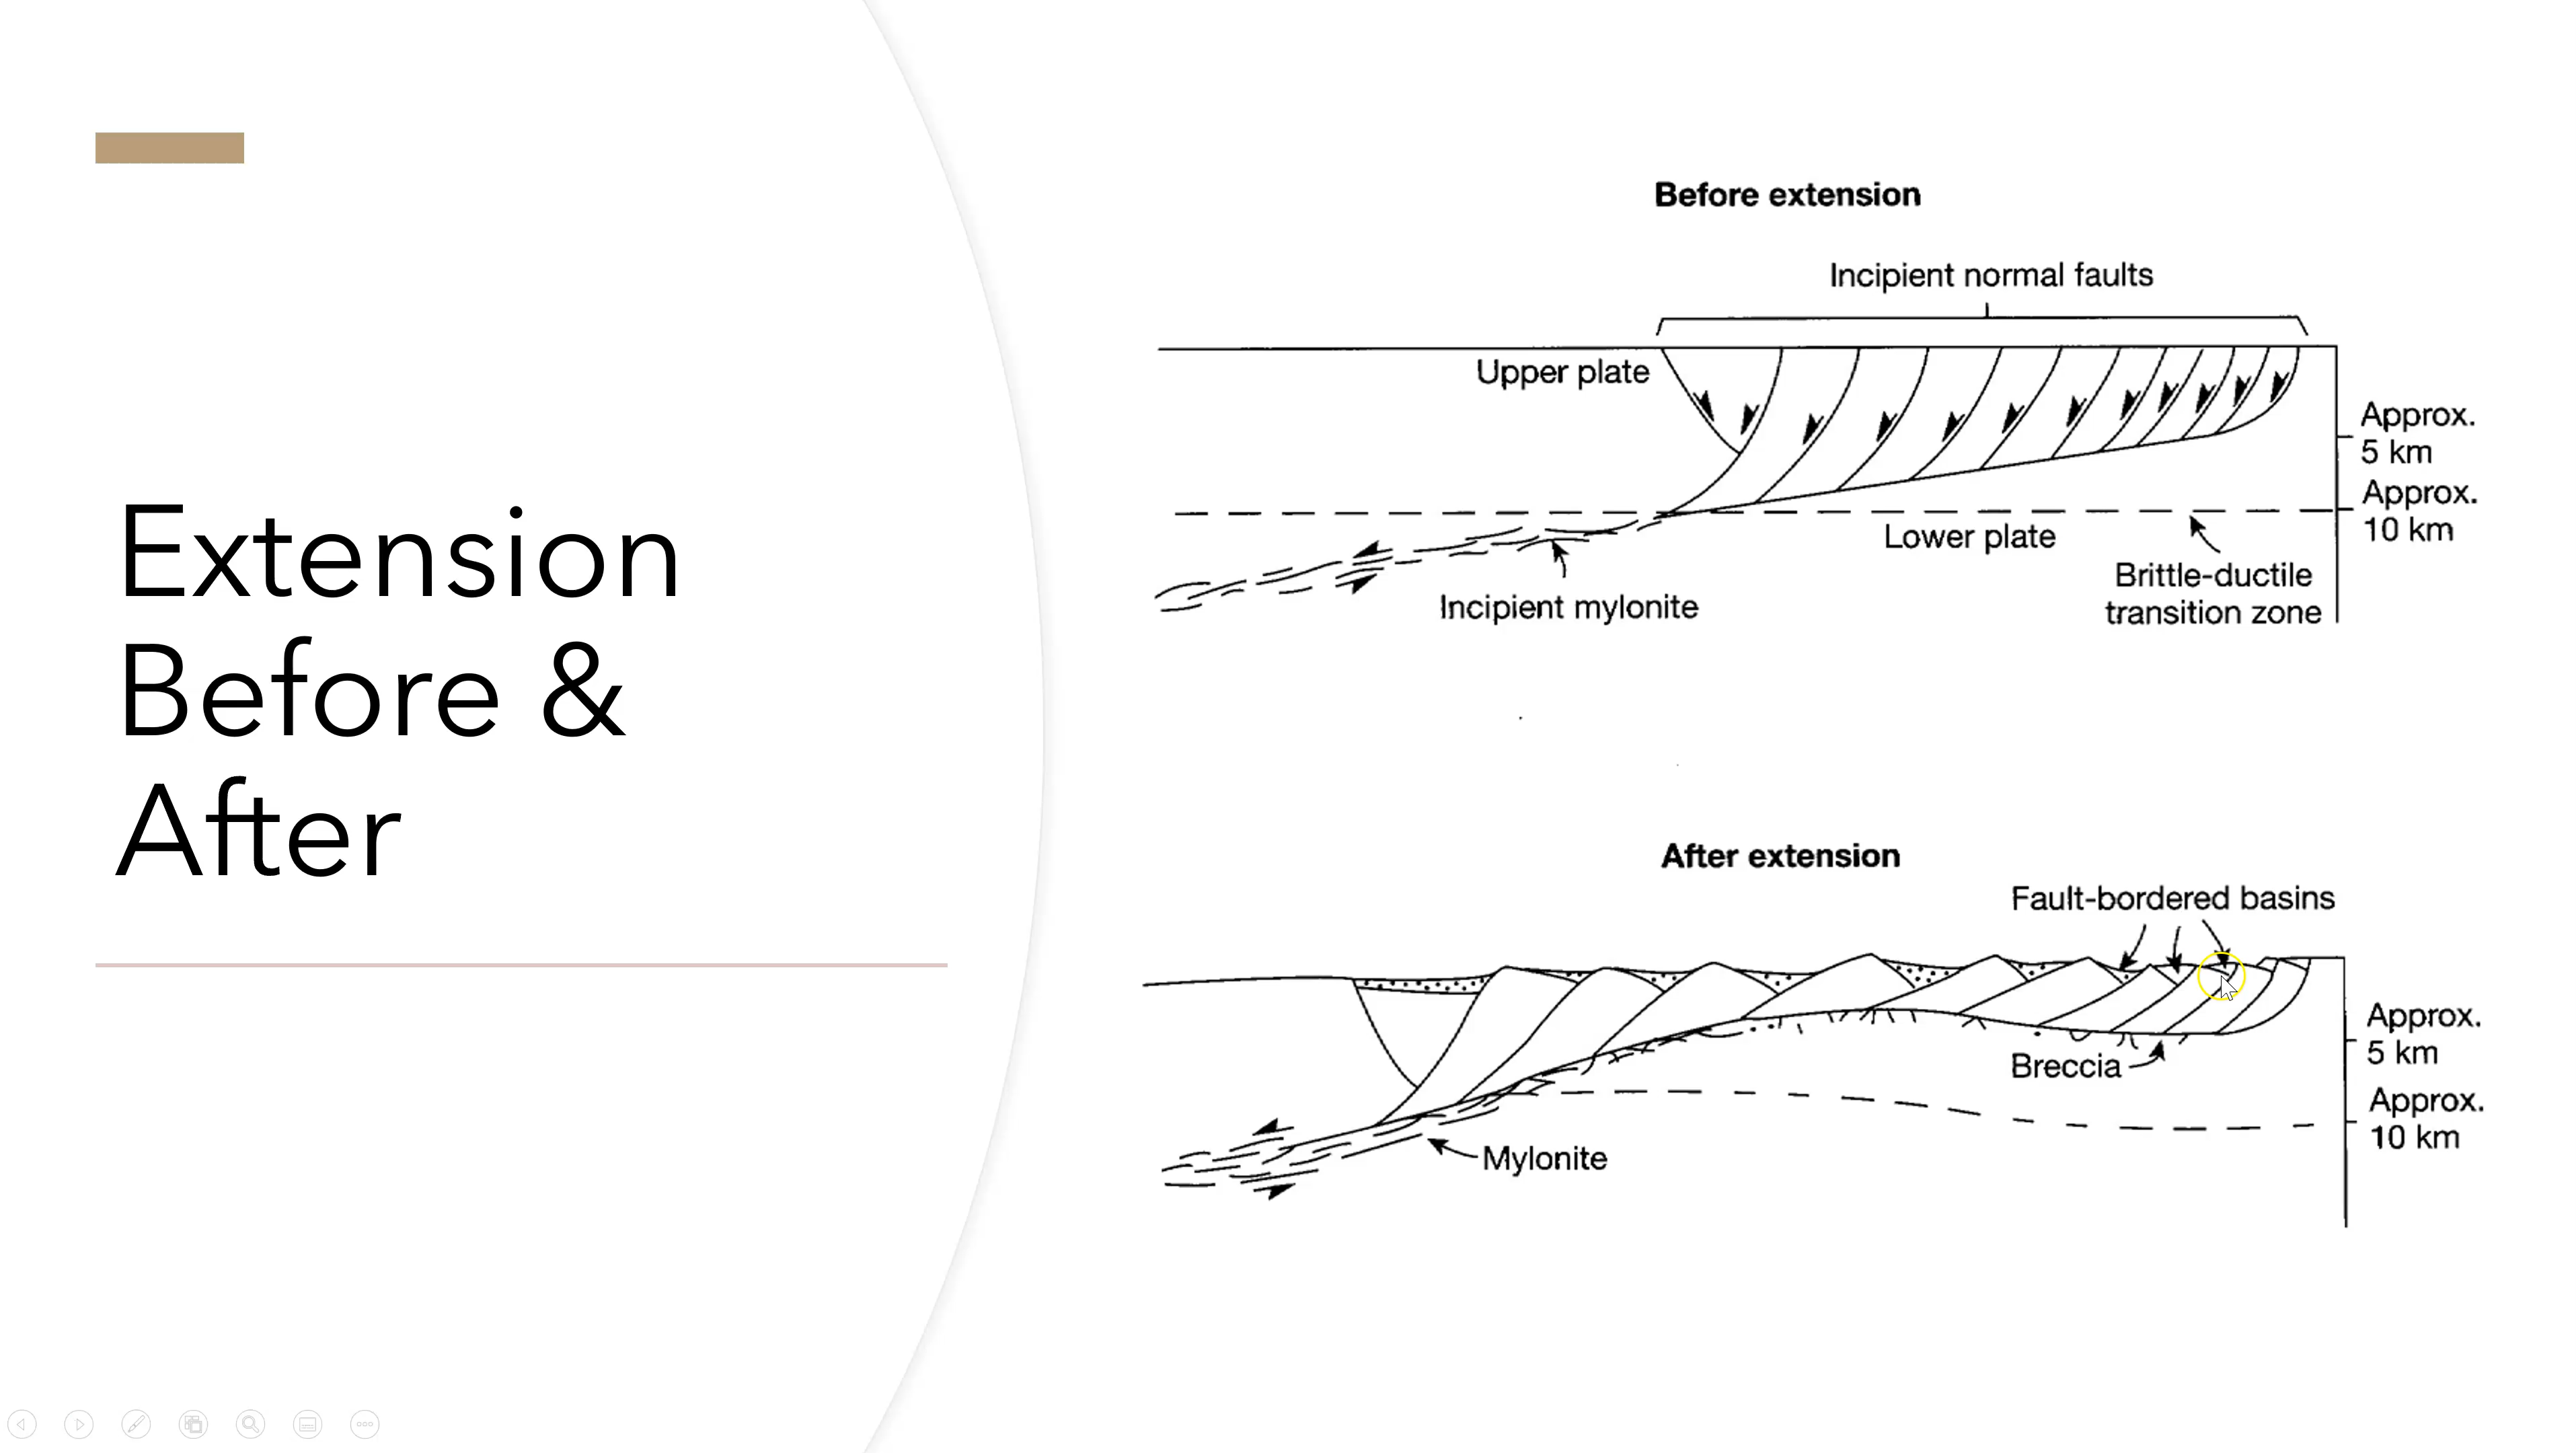 Extension
Before &
After
Before extension
Incipient normal faults
Upper plate
Approx.
5 km
Approx.
10 km
Lower plate
Brittle-ductile
transition zone
Incipient mylonite
After extension
Fault-bordered basins
Approx.
5 km
Breccia
Approx.
10 km
Mylonite